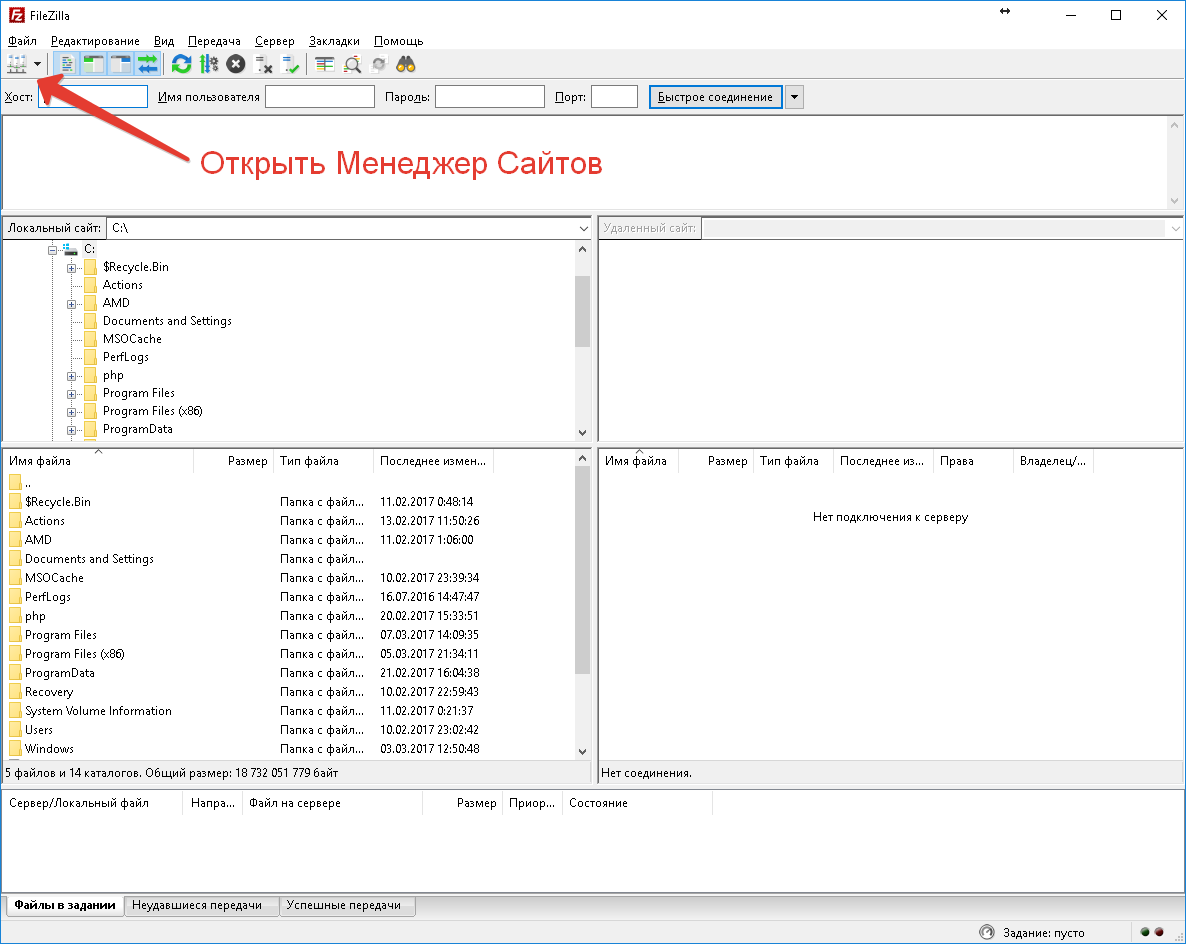 FileZilla
Файл Редактирование Вид Передача Сервер Закладки Помощь
Хост: Имя пользователя Пароль: Порт: Быстрое соединение
Открыть Менеджер Сайтов
Локальный сайт: C:\ Удаленный сайт:
C:
$Recycle.Bin
Actions
AMD
Documents and Settings
MSOCache
PerfLogs
php
Program Files
Program Files (x86)
ProgramData
Имя файла Размер Тип файла Последнее измен... Имя файла Размер Тип файла Последнее из... Права Владелец/...
..
$Recycle.Bin Папка с файл... 11.02.2017 0:48:14
Нет подключения к серверу
Actions Папка с файл... 13.02.2017 11:50:26
AMD Папка с файл... 11.02.2017 1:06:00
Documents and Settings Папка с файл...
MSOCache Папка с файл... 10.02.2017 23:39:34
PerfLogs Папка с файл... 16.07.2016 14:47:47
php Папка с файл... 20.02.2017 15:33:51
Program Files Папка с файл... 07.03.2017 14:09:35
Program Files (x86) Папка с файл... 05.03.2017 21:34:11
ProgramData Папка с файл... 21.02.2017 16:04:38
Recovery Папка с файл... 10.02.2017 22:59:43
System Volume Information Папка с файл... 11.02.2017 0:21:37
Users Папка с файл... 10.02.2017 23:02:42
Windows Папка с файл... 03.03.2017 12:50:48
5 файлов и 14 каталогов. Общий размер: 18 732 051 779 байт Нет соединения.
Сервер/Локальный файл Напра... Файл на сервере Размер Приор... Состояние
Файлы в задании Неудавшиеся передачи Успешные передачи
Задание: пусто